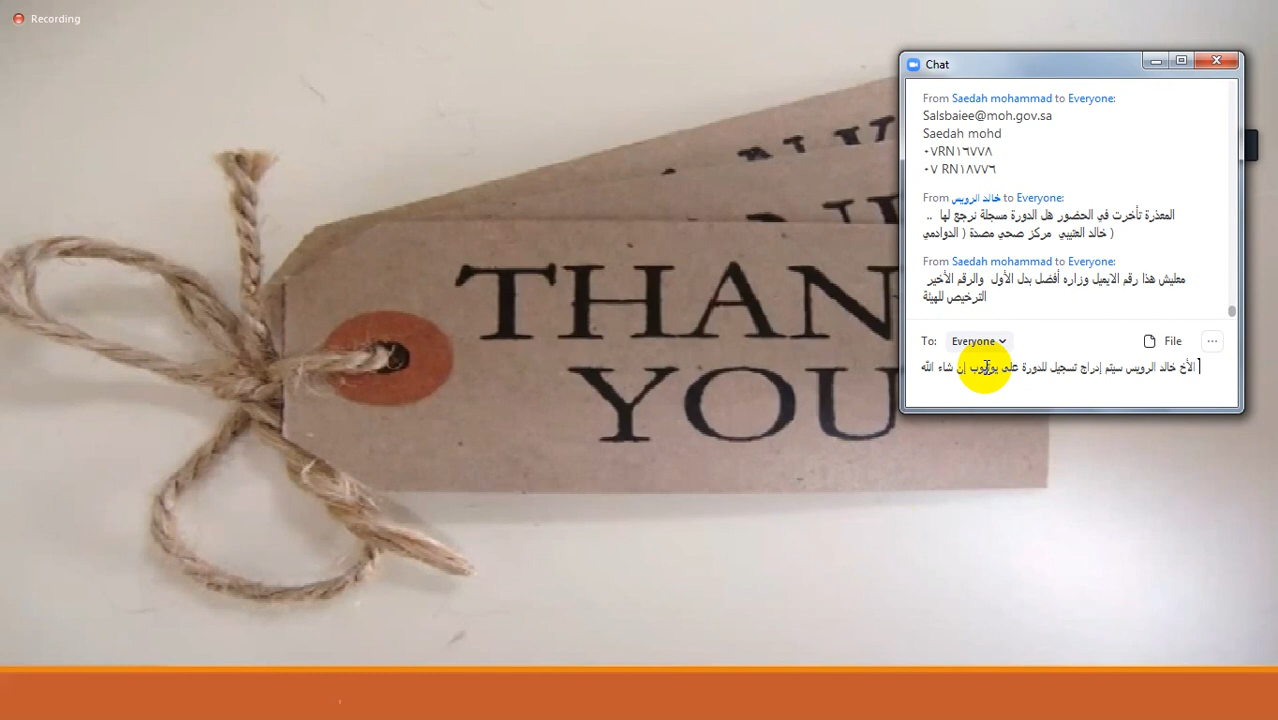 Recording
THAN
YOU
Chat
From Saedah mohammad to Everyone:
Salsbaiee@moh.gov.sa
Saedah mohd
٠٧RN١٦٧٧٨
٠٧ RN١٨٧٧٦
From خالد الرويس to Everyone:
المعذرة تأخرت في الحضور هل الدورة مسجلة نرجع لها ..
( خالد العتيبي مركز صحي مصدة ( الدوادمي
From Saedah mohammad to Everyone:
معليش هذا رقم الايميل وزاره أفضل بدل الأول والرقم الأخير
الترخيص للهيئة
To: Everyone File ...
الأخ خالد الرويس سيتم إدراج تسجيل للدورة على يوتيوب إن شاء الله